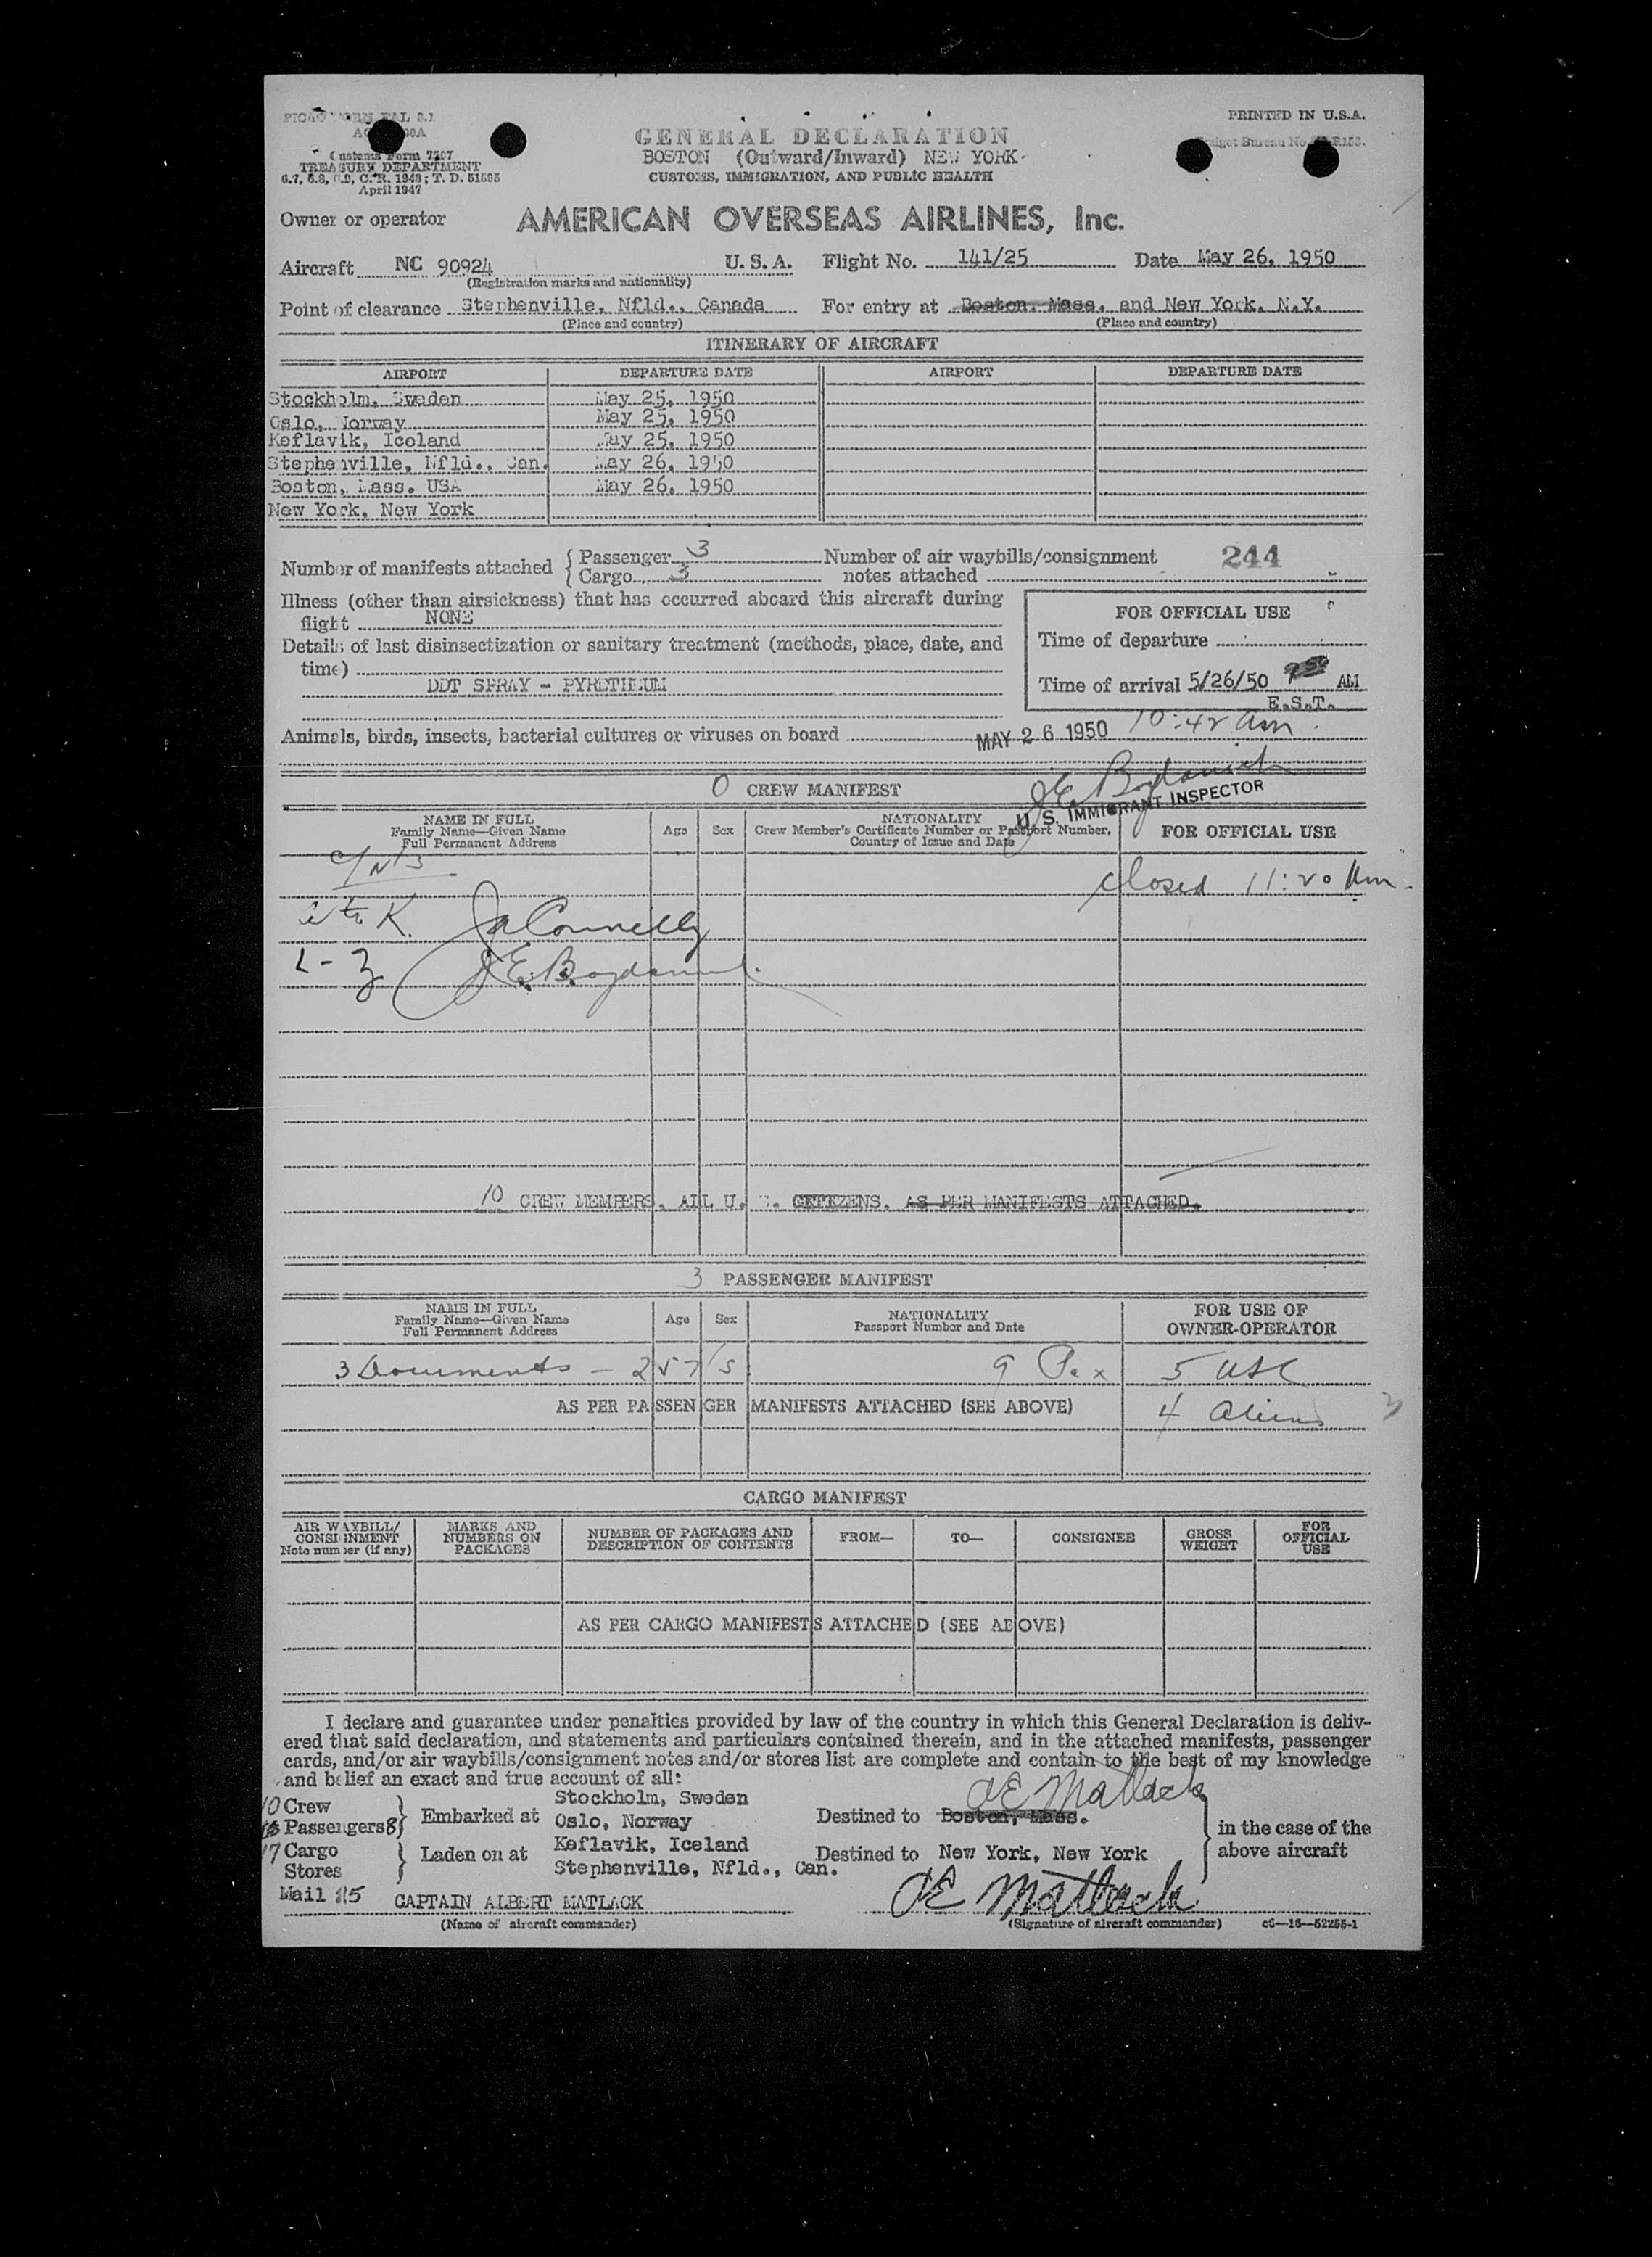 PRINTED IN U.S.A.
Customs Form 7507
TREASURY DEPARTMENT
April 1947
GENERAL DECLARATION
BOSTON (Outward/Inward) NEW YORK
CUSTOMS, IMMIGRATION, AND PUBLIC HEALTH
Owner or operator AMERICAN OVERSEAS AIRLINES, Inc.
Aircraft NC 90924 U.S.A. Flight No. 141/25 Date May 26, 1950
(Registration marks and nationality)
Point of clearance Stephenville, Nfld., Canada For entry at Boston, Mass. and New York, N.Y.
(Place and country) (Place and country)
ITINERARY OF AIRCRAFT
AIRPORT DEPARTURE DATE AIRPORT DEPARTURE DATE
Stockholm, Sweden May 25, 1950
Oslo, Norway May 25, 1950
Keflavik, Iceland May 25, 1950
Stephenville, Nfld., Can. May 26, 1950
Boston, Mass. USA May 26, 1950
New York, New York
Number of manifests attached { Passenger 3 Number of air waybills/consignment 244
{ Cargo 3 notes attached
Illness (other than airsickness) that has occurred aboard this aircraft during
flight NONE
Details of last disinsectization or sanitary treatment (methods, place, date, and
time)
DDT SPRAY - PYRETHEUM
FOR OFFICIAL USE
Time of departure
Time of arrival 5/26/50 AM
E.S.T.
Animals, birds, insects, bacterial cultures or viruses on board MAY 26 1950 10:42 am
0 CREW MANIFEST
U. S. IMMIGRANT INSPECTOR
NAME IN FULL Age Sex NATIONALITY FOR OFFICIAL USE
Family Name—Given Name Crew Member's Certificate Number or Passport Number,
Full Permanent Address Country of Issue and Date
closed 11:20 Am.
K. JA Connelly
L-Z JE Bogdanich
10 CREW MEMBERS, ALL U. S. CITIZENS. AS PER MANIFESTS ATTACHED.
3 PASSENGER MANIFEST
NAME IN FULL Age Sex NATIONALITY FOR USE OF
Family Name—Given Name Passport Number and Date OWNER-OPERATOR
Full Permanent Address
3 Documents — 257s 9 Pax 5 USC
AS PER PASSENGER MANIFESTS ATTACHED (SEE ABOVE) 4 aliens
CARGO MANIFEST
AIR WAYBILL/ MARKS AND NUMBER OF PACKAGES AND FROM— TO— CONSIGNEE GROSS FOR
CONSIGNMENT NUMBERS ON DESCRIPTION OF CONTENTS WEIGHT OFFICIAL
Note number (if any) PACKAGES USE
AS PER CARGO MANIFESTS ATTACHED (SEE ABOVE)
I declare and guarantee under penalties provided by law of the country in which this General Declaration is deliv-
ered that said declaration, and statements and particulars contained therein, and in the attached manifests, passenger
cards, and/or air waybills/consignment notes and/or stores list are complete and contain to the best of my knowledge
and belief an exact and true account of all:
10 Crew Stockholm, Sweden
Passengers 8 } Embarked at Oslo, Norway Destined to Boston, Mass. in the case of the
17 Cargo } Laden on at Keflavik, Iceland Destined to New York, New York above aircraft
Stores Stephenville, Nfld., Can.
Mail CAPTAIN ALBERT MATLACK AE Matlack
(Name of aircraft commander) (Signature of aircraft commander) c6—16—52255-1